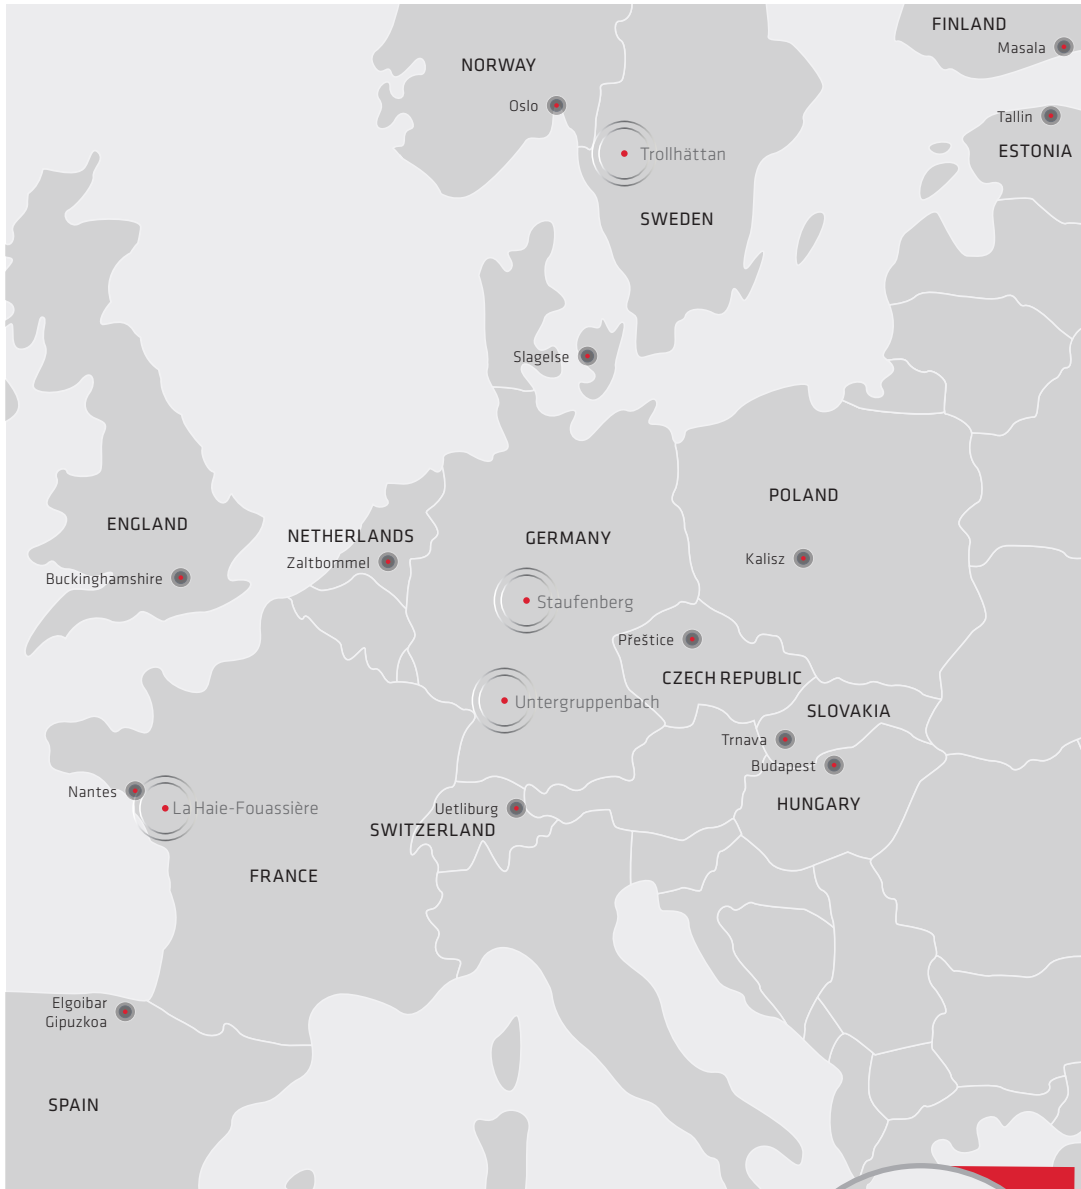 FINLAND
Masala
NORWAY
Oslo
Tallin
ESTONIA
Trollhättan
SWEDEN
Slagelse
POLAND
ENGLAND
NETHERLANDS
GERMANY
Zaltbommel
Kalisz
Buckinghamshire
Staufenberg
Přeštice
CZECH REPUBLIC
Untergruppenbach
SLOVAKIA
Trnava
Budapest
Nantes
HUNGARY
La Haie-Fouassière
Uetliburg
SWITZERLAND
FRANCE
Elgoibar
Gipuzkoa
SPAIN